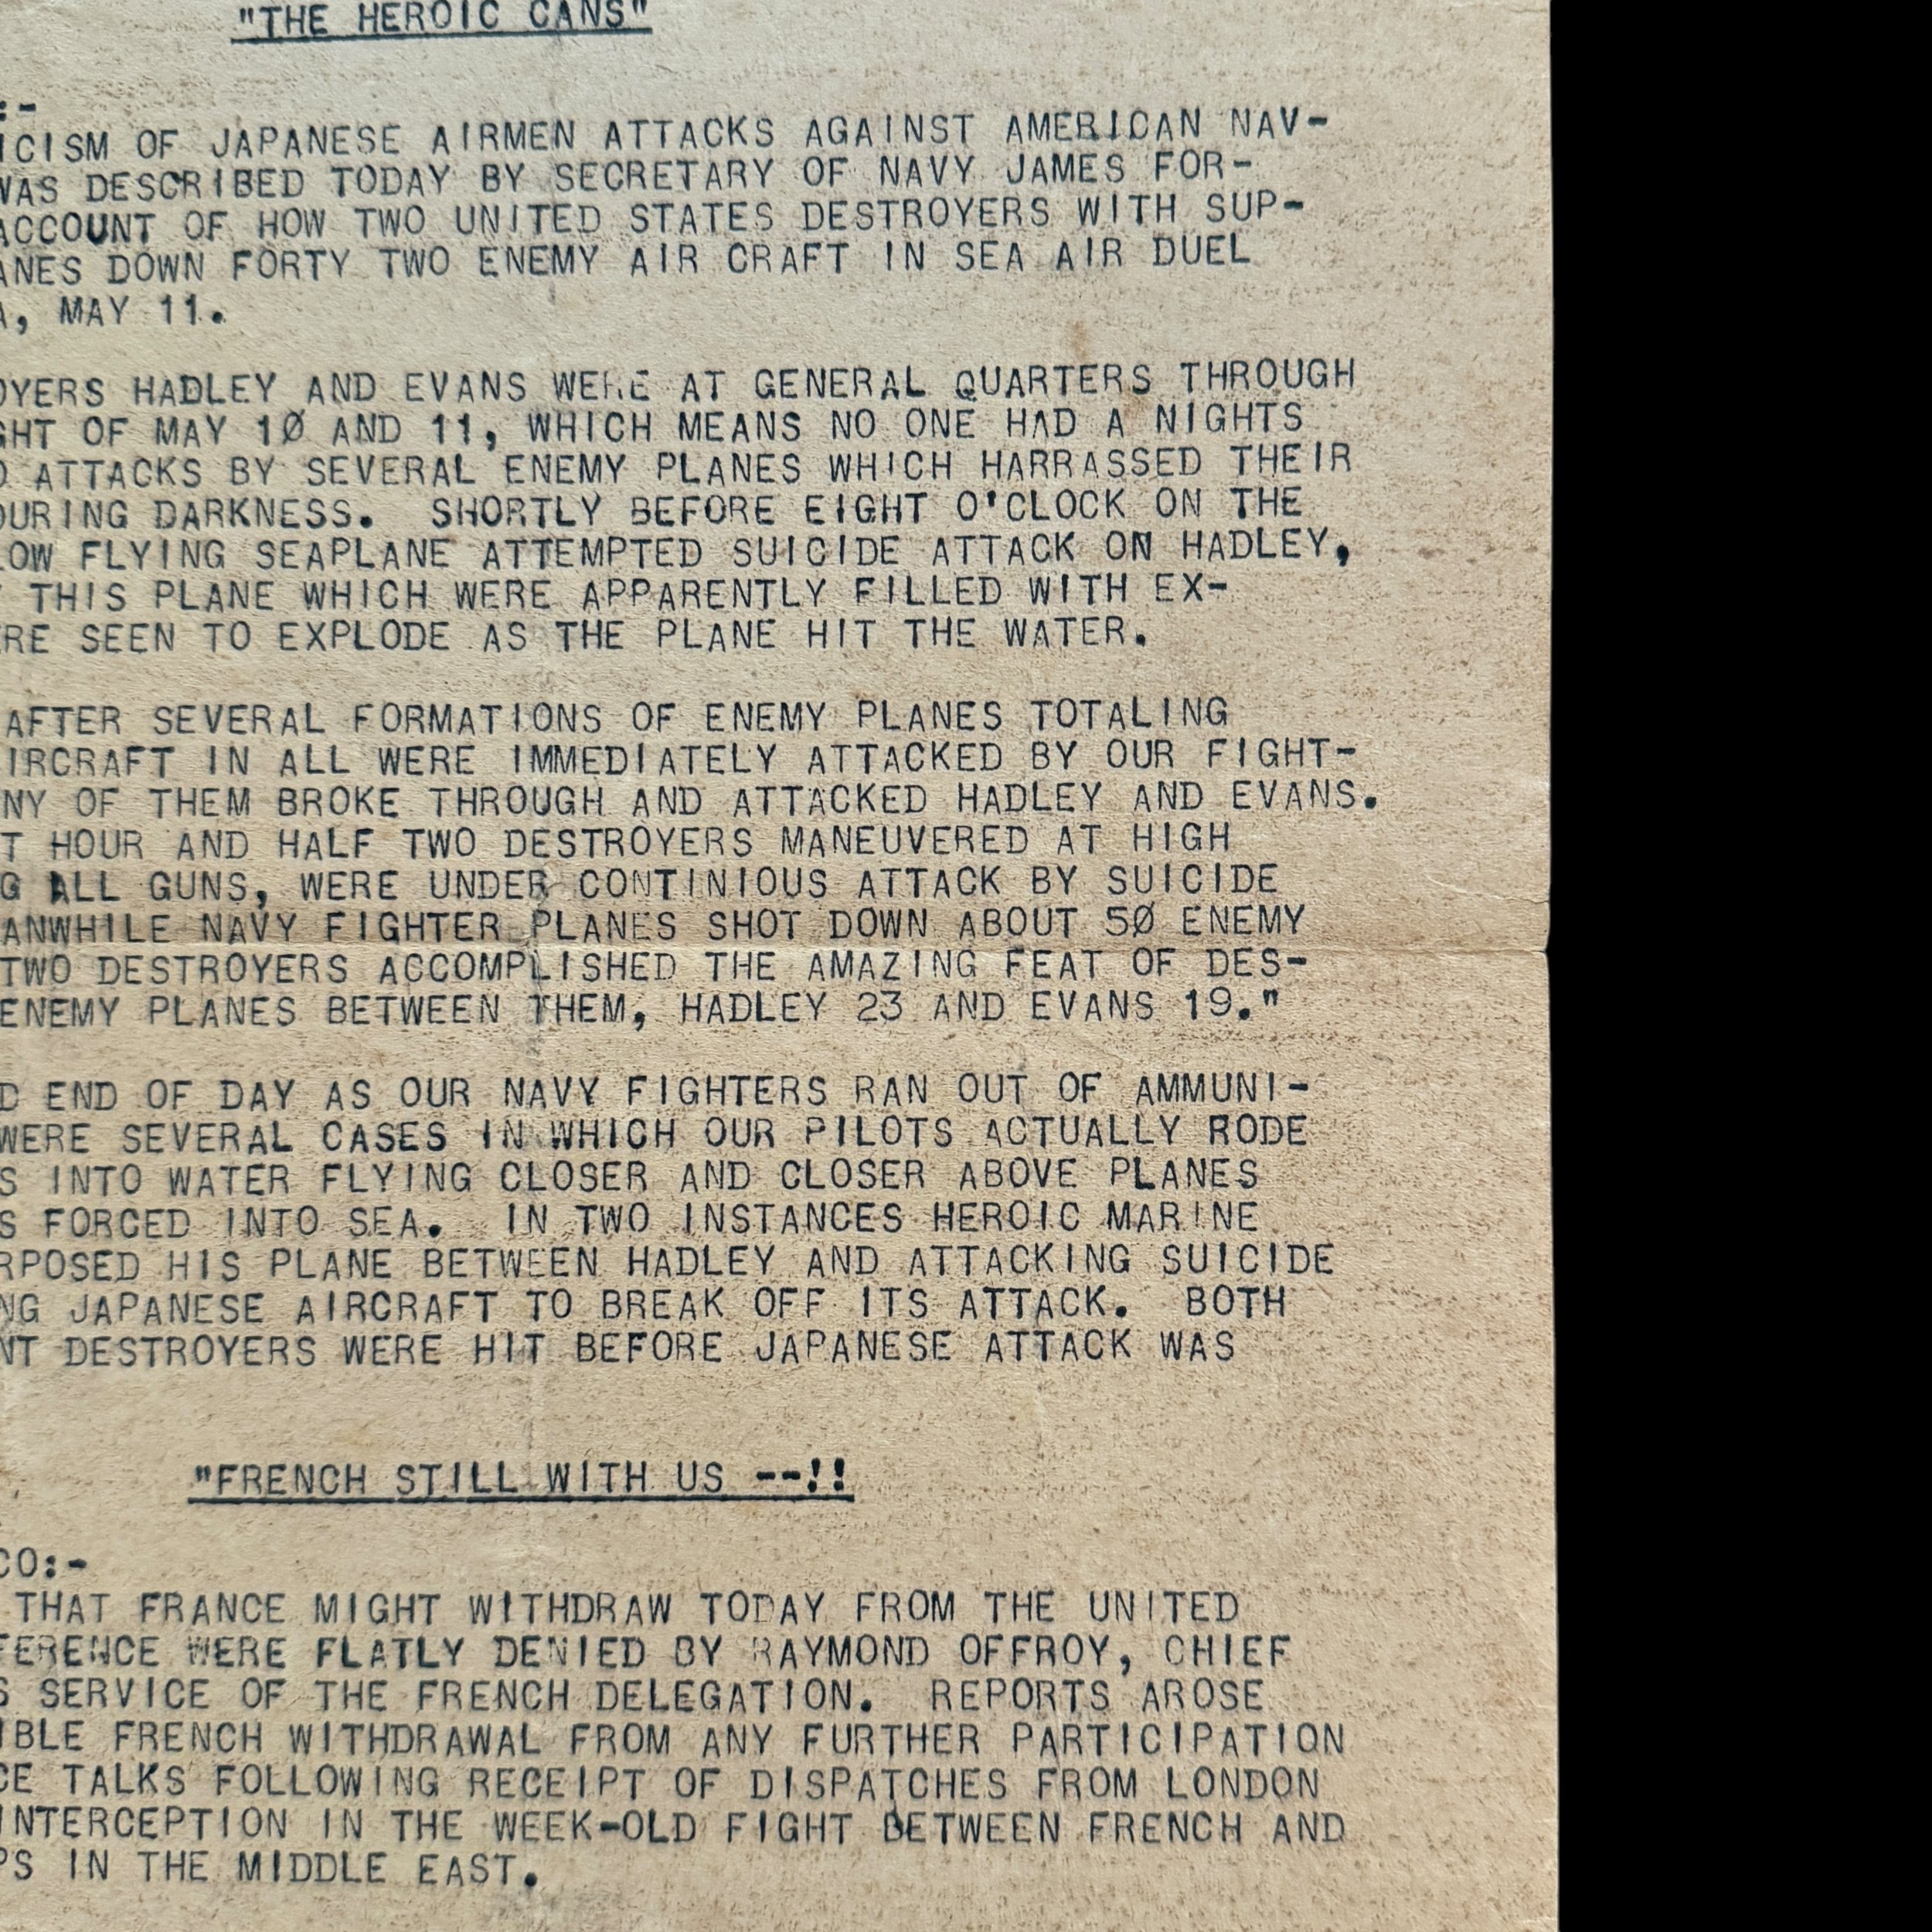 "THE HEROIC CANS"
:-
ICISM OF JAPANESE AIRMEN ATTACKS AGAINST AMERICAN NAV-
WAS DESCRIBED TODAY BY SECRETARY OF NAVY JAMES FOR-
ACCOUNT OF HOW TWO UNITED STATES DESTROYERS WITH SUP-
ANES DOWN FORTY TWO ENEMY AIR CRAFT IN SEA AIR DUEL
A, MAY 11.
OYERS HADLEY AND EVANS WERE AT GENERAL QUARTERS THROUGH
GHT OF MAY 1Ø AND 11, WHICH MEANS NO ONE HAD A NIGHTS
D ATTACKS BY SEVERAL ENEMY PLANES WHICH HARRASSED THEIR
DURING DARKNESS. SHORTLY BEFORE EIGHT O'CLOCK ON THE
LOW FLYING SEAPLANE ATTEMPTED SUICIDE ATTACK ON HADLEY,
THIS PLANE WHICH WERE APPARENTLY FILLED WITH EX-
ERE SEEN TO EXPLODE AS THE PLANE HIT THE WATER.
AFTER SEVERAL FORMATIONS OF ENEMY PLANES TOTALING
IRCRAFT IN ALL WERE IMMEDIATELY ATTACKED BY OUR FIGHT-
NY OF THEM BROKE THROUGH AND ATTACKED HADLEY AND EVANS.
T HOUR AND HALF TWO DESTROYERS MANEUVERED AT HIGH
G ALL GUNS, WERE UNDER CONTINIOUS ATTACK BY SUICIDE
ANWHILE NAVY FIGHTER PLANES SHOT DOWN ABOUT 5Ø ENEMY
TWO DESTROYERS ACCOMPLISHED THE AMAZING FEAT OF DES-
ENEMY PLANES BETWEEN THEM, HADLEY 23 AND EVANS 19."
D END OF DAY AS OUR NAVY FIGHTERS RAN OUT OF AMMUNI-
WERE SEVERAL CASES IN WHICH OUR PILOTS ACTUALLY RODE
S INTO WATER FLYING CLOSER AND CLOSER ABOVE PLANES
S FORCED INTO SEA. IN TWO INSTANCES HEROIC MARINE
RPOSED HIS PLANE BETWEEN HADLEY AND ATTACKING SUICIDE
NG JAPANESE AIRCRAFT TO BREAK OFF ITS ATTACK. BOTH
NT DESTROYERS WERE HIT BEFORE JAPANESE ATTACK WAS
"FRENCH STILL WITH US --!!
CO:-
THAT FRANCE MIGHT WITHDRAW TODAY FROM THE UNITED
FERENCE WERE FLATLY DENIED BY RAYMOND OFFROY, CHIEF
S SERVICE OF THE FRENCH DELEGATION. REPORTS AROSE
IBLE FRENCH WITHDRAWAL FROM ANY FURTHER PARTICIPATION
CE TALKS FOLLOWING RECEIPT OF DISPATCHES FROM LONDON
INTERCEPTION IN THE WEEK-OLD FIGHT BETWEEN FRENCH AND
PS IN THE MIDDLE EAST.